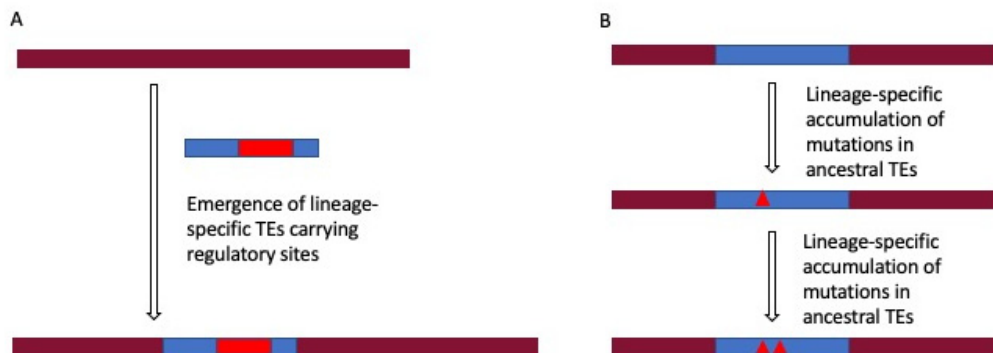 A
Emergence of lineage-
specific TEs carrying
regulatory sites
B
Lineage-specific
accumulation of
mutations in
ancestral TEs
Lineage-specific
accumulation of
mutations in
ancestral TEs